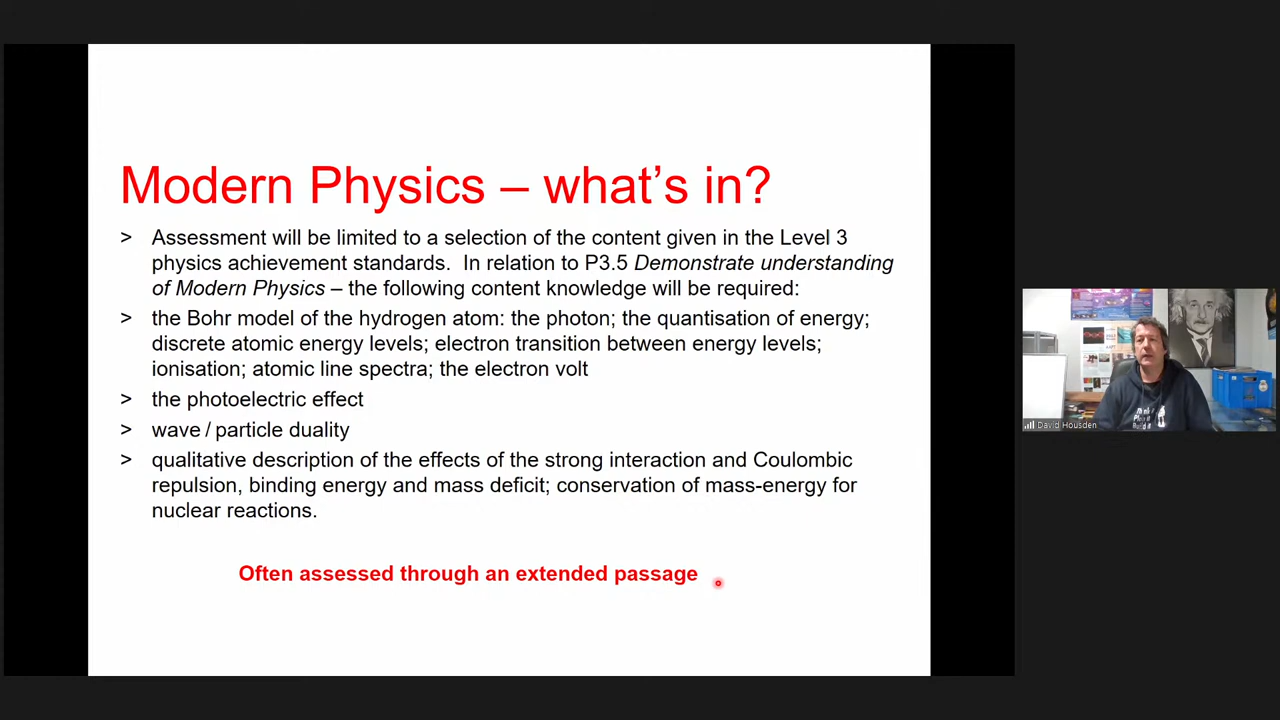 Modern Physics – what's in?
> Assessment will be limited to a selection of the content given in the Level 3
physics achievement standards. In relation to P3.5 Demonstrate understanding
of Modern Physics – the following content knowledge will be required:
> the Bohr model of the hydrogen atom: the photon; the quantisation of energy;
discrete atomic energy levels; electron transition between energy levels;
ionisation; atomic line spectra; the electron volt
> the photoelectric effect
> wave / particle duality
> qualitative description of the effects of the strong interaction and Coulombic
repulsion, binding energy and mass deficit; conservation of mass-energy for
nuclear reactions.
Often assessed through an extended passage
David Housden